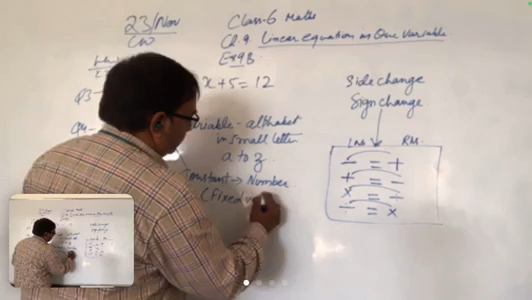 23/Nov
CW
Class-6 Maths
Ch.9 Linear equation in One Variable
Ex 9B
Q3
x+5=12
Variable - alphabet
in small letter
a to z
Constant → Number
(Fixed
Side change
Sign change
LHS RHS
- = +
+ = -
× = ÷
÷ = ×